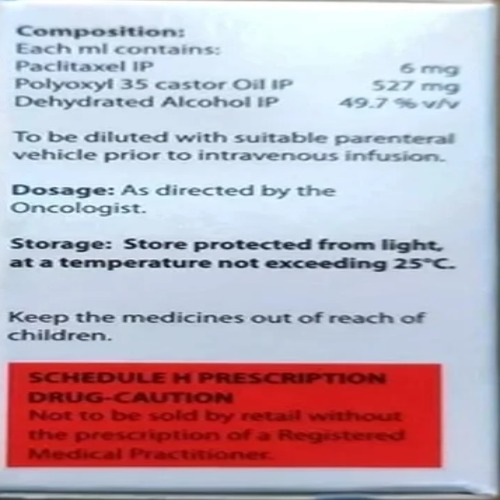 Composition:
Each ml contains:
Paclitaxel IP 6 mg
Polyoxyl 35 castor Oil IP 527 mg
Dehydrated Alcohol IP 49.7 % v/v
To be diluted with suitable parenteral
vehicle prior to intravenous infusion.
Dosage: As directed by the
Oncologist.
Storage: Store protected from light,
at a temperature not exceeding 25°C.
Keep the medicines out of reach of
children.
SCHEDULE H PRESCRIPTION
DRUG-CAUTION
Not to be sold by retail without
the prescription of a Registered
Medical Practitioner.